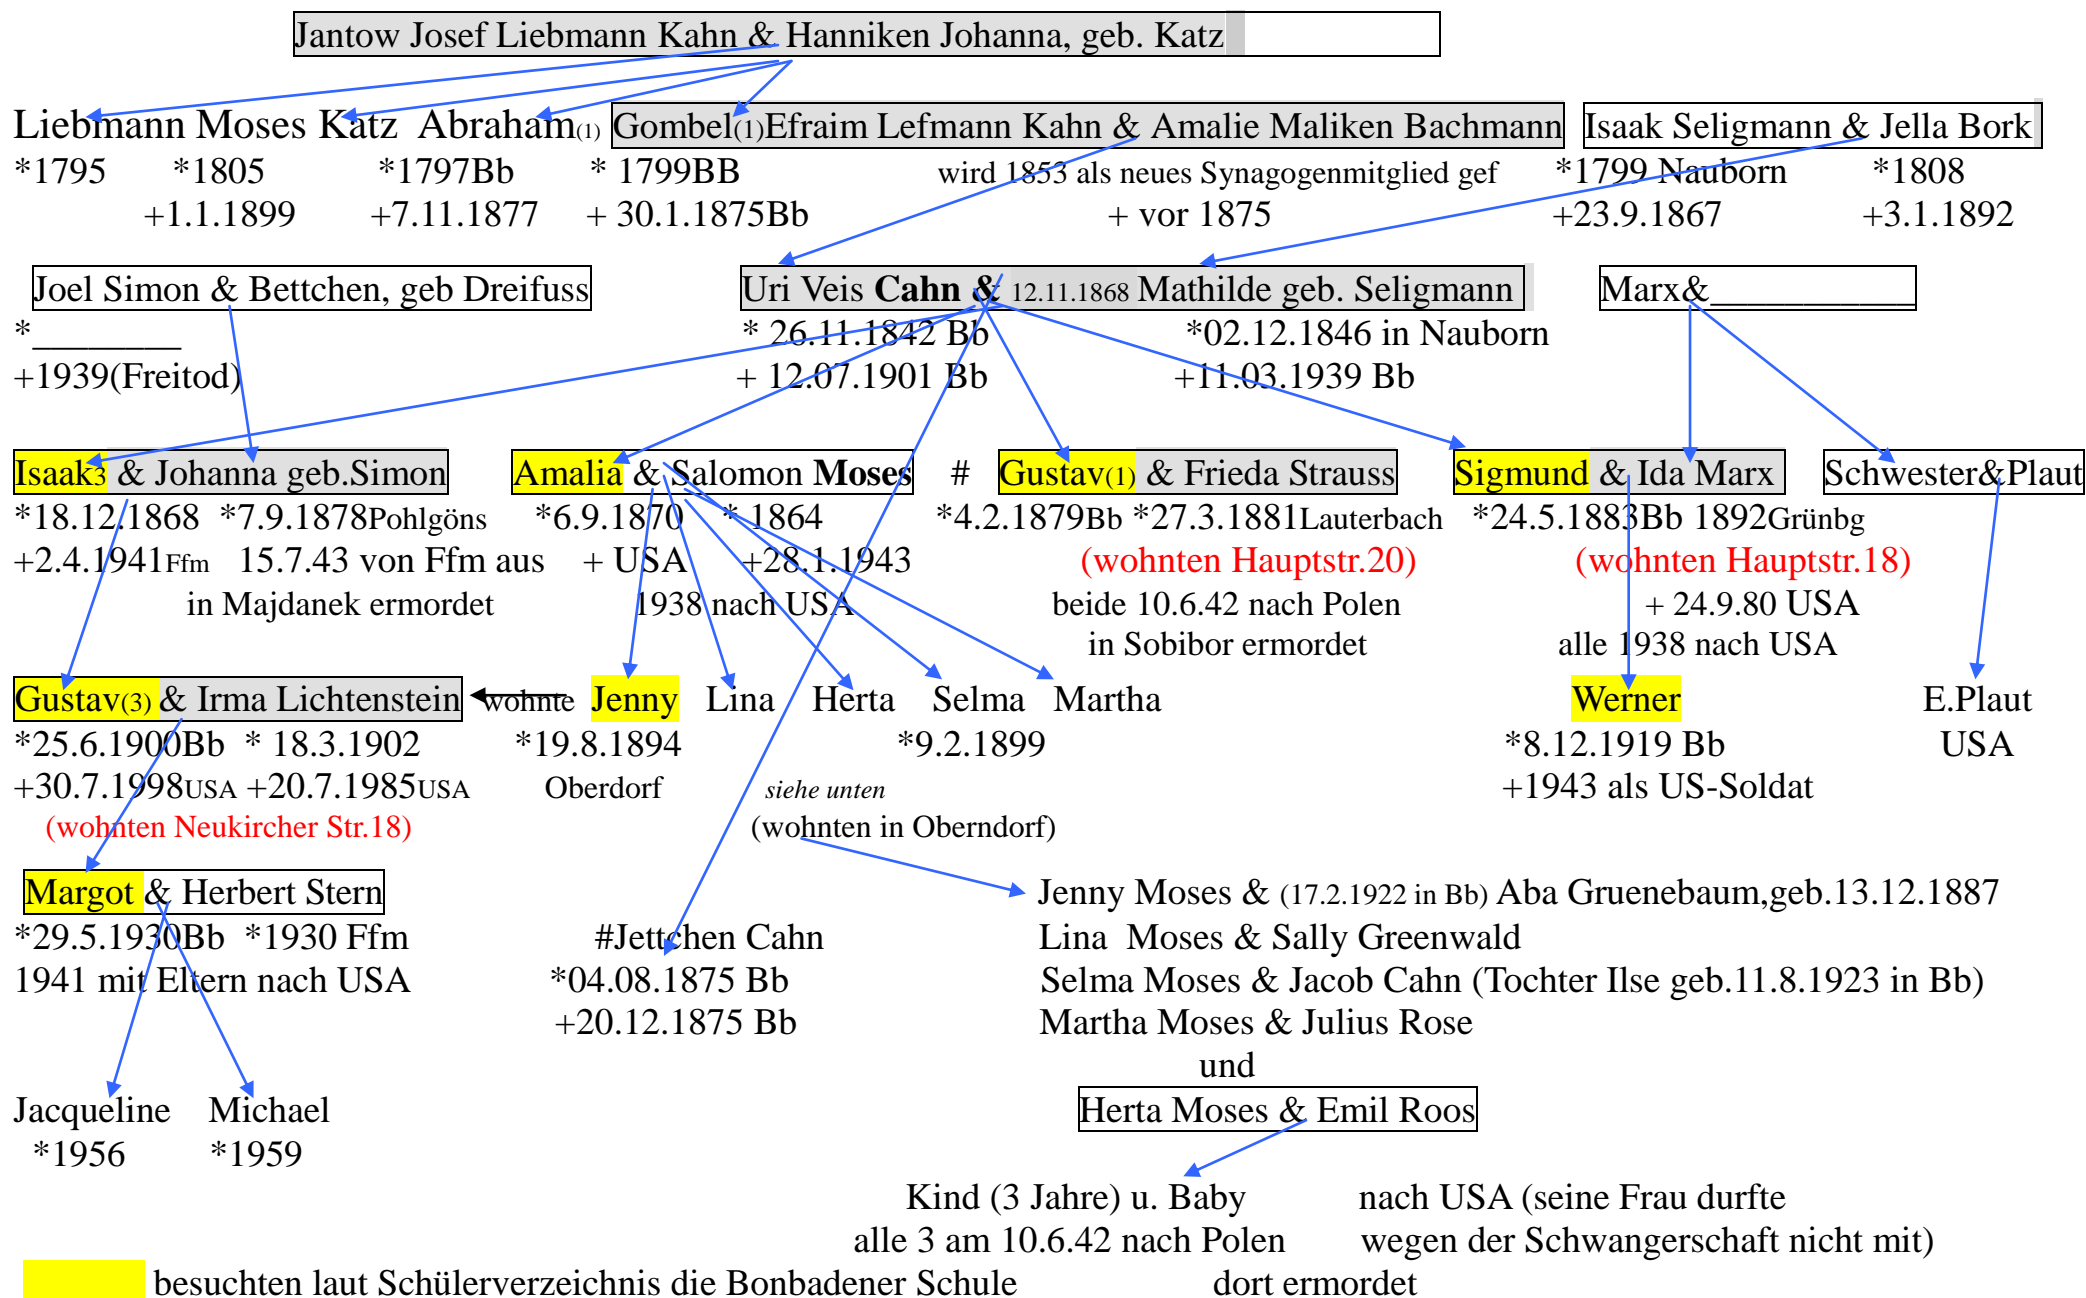 Jantow Josef Liebmann Kahn & Hanniken Johanna, geb. Katz
Liebmann Moses Katz Abraham(1) Gombel(1)Efraim Lefmann Kahn & Amalie Maliken Bachmann Isaak Seligmann & Jella Bork
*1795 *1805 *1797Bb * 1799BB wird 1853 als neues Synagogenmitglied gef *1799 Nauborn *1808
+1.1.1899 +7.11.1877 + 30.1.1875Bb + vor 1875 +23.9.1867 +3.1.1892
Joel Simon & Bettchen, geb Dreifuss Uri Veis Cahn & 12.11.1868 Mathilde geb. Seligmann Marx&___________
*________ * 26.11.1842 Bb *02.12.1846 in Nauborn
+1939(Freitod) + 12.07.1901 Bb +11.03.1939 Bb
Isaak3 & Johanna geb.Simon Amalia & Salomon Moses # Gustav(1) & Frieda Strauss Sigmund & Ida Marx Schwester&Plaut
*18.12.1868 *7.9.1878Pohlgöns *6.9.1870 * 1864 *4.2.1879Bb *27.3.1881Lauterbach *24.5.1883Bb 1892Grünbg
+2.4.1941Ffm 15.7.43 von Ffm aus + USA +28.1.1943 (wohnten Hauptstr.20) (wohnten Hauptstr.18)
in Majdanek ermordet 1938 nach USA beide 10.6.42 nach Polen + 24.9.80 USA
in Sobibor ermordet alle 1938 nach USA
Gustav(3) & Irma Lichtenstein wohnte Jenny Lina Herta Selma Martha Werner E.Plaut
*25.6.1900Bb * 18.3.1902 *19.8.1894 *9.2.1899 *8.12.1919 Bb USA
+30.7.1998USA +20.7.1985USA Oberdorf siehe unten +1943 als US-Soldat
(wohnten Neukircher Str.18) (wohnten in Oberndorf)
Margot & Herbert Stern Jenny Moses & (17.2.1922 in Bb) Aba Gruenebaum,geb.13.12.1887
*29.5.1930Bb *1930 Ffm #Jettchen Cahn Lina Moses & Sally Greenwald
1941 mit Eltern nach USA *04.08.1875 Bb Selma Moses & Jacob Cahn (Tochter Ilse geb.11.8.1923 in Bb)
+20.12.1875 Bb Martha Moses & Julius Rose
und
Jacqueline Michael Herta Moses & Emil Roos
*1956 *1959
Kind (3 Jahre) u. Baby nach USA (seine Frau durfte
alle 3 am 10.6.42 nach Polen wegen der Schwangerschaft nicht mit)
besuchten laut Schülerverzeichnis die Bonbadener Schule dort ermordet